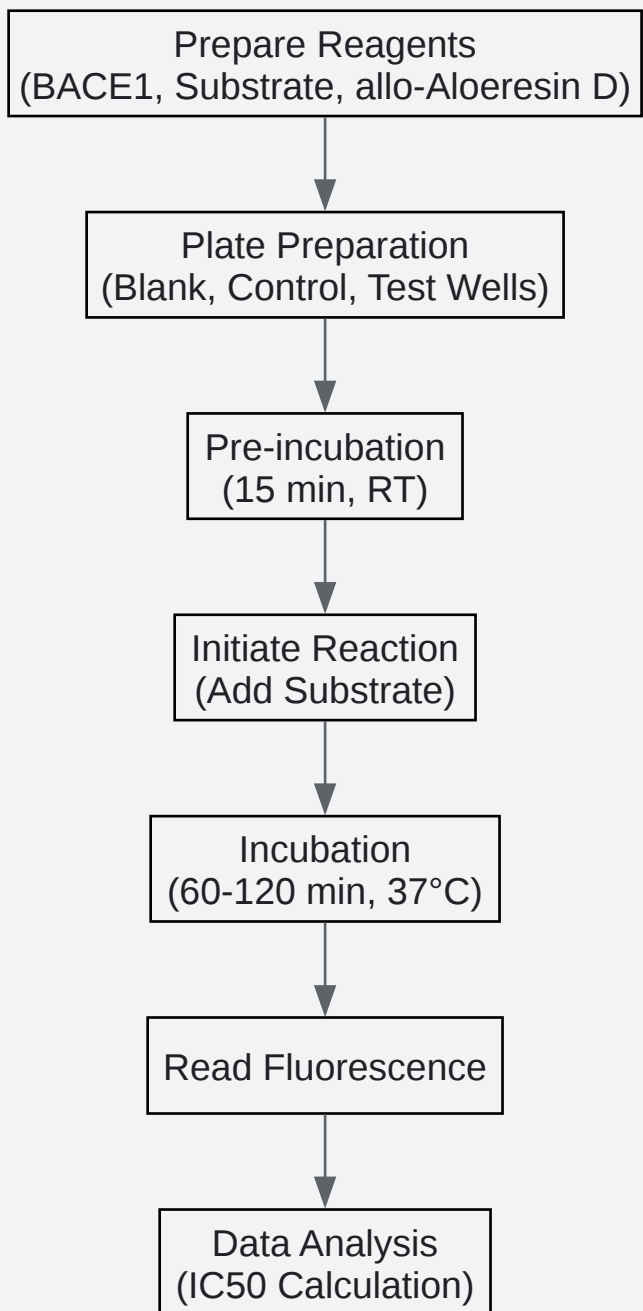 Prepare Reagents
(BACE1, Substrate, allo-Aloeresin D)
Plate Preparation
(Blank, Control, Test Wells)
Pre-incubation
(15 min, RT)
Initiate Reaction
(Add Substrate)
Incubation
(60-120 min, 37°C)
Read Fluorescence
Data Analysis
(IC50 Calculation)